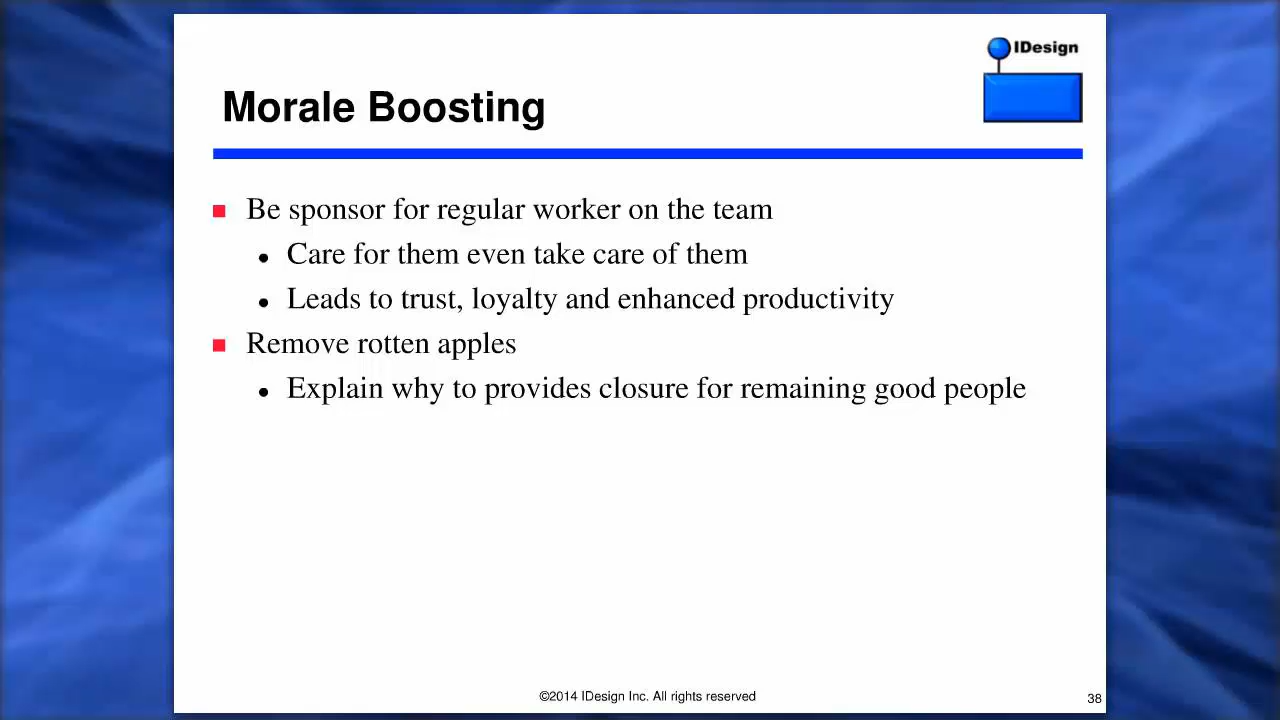 IDesign
Morale Boosting
Be sponsor for regular worker on the team
Care for them even take care of them
Leads to trust, loyalty and enhanced productivity
Remove rotten apples
Explain why to provides closure for remaining good people
©2014 IDesign Inc. All rights reserved
38